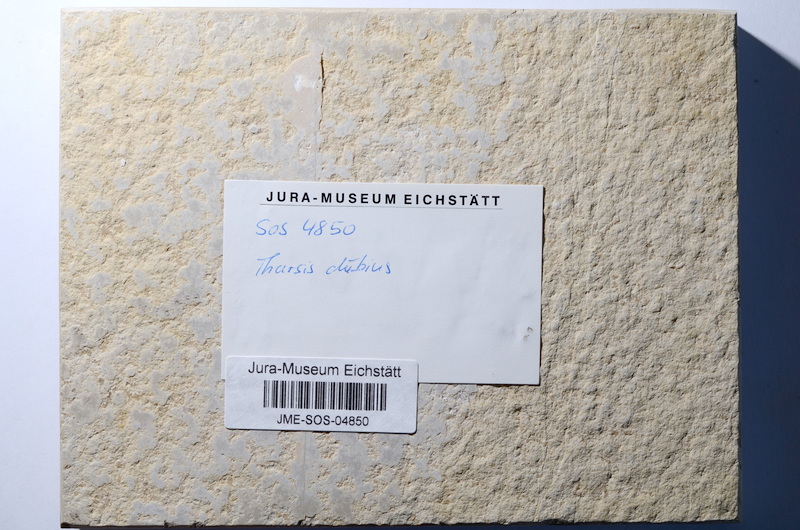 JURA-MUSEUM EICHSTÄTT
Sos 4850
Tharsis dubius
Jura-Museum Eichstätt
JME-SOS-04850